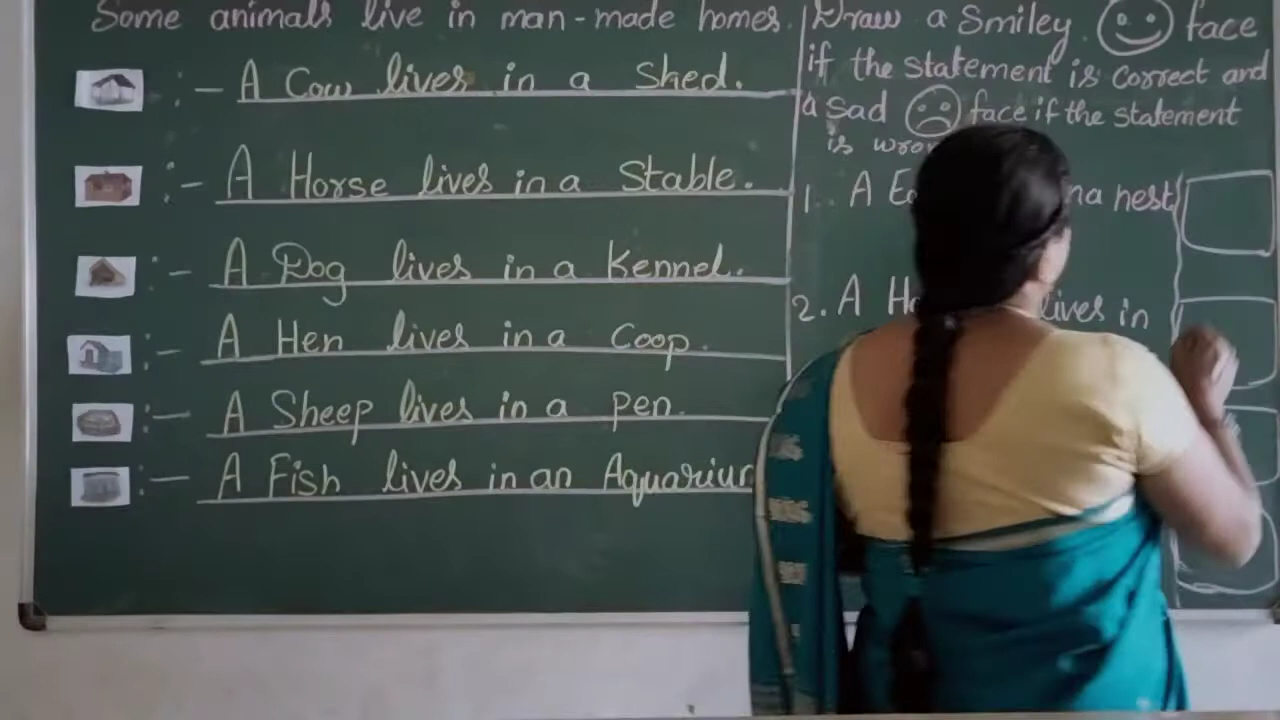 Some animals live in man-made homes.
:- A Cow lives in a Shed.
:- A Horse lives in a Stable.
:- A Dog lives in a Kennel.
:- A Hen lives in a Coop.
:- A Sheep lives in a pen.
:- A Fish lives in an
Draw a Smiley face
if the statement is correct and
a sad face if the statement
is
1. A nest
2. A lives in